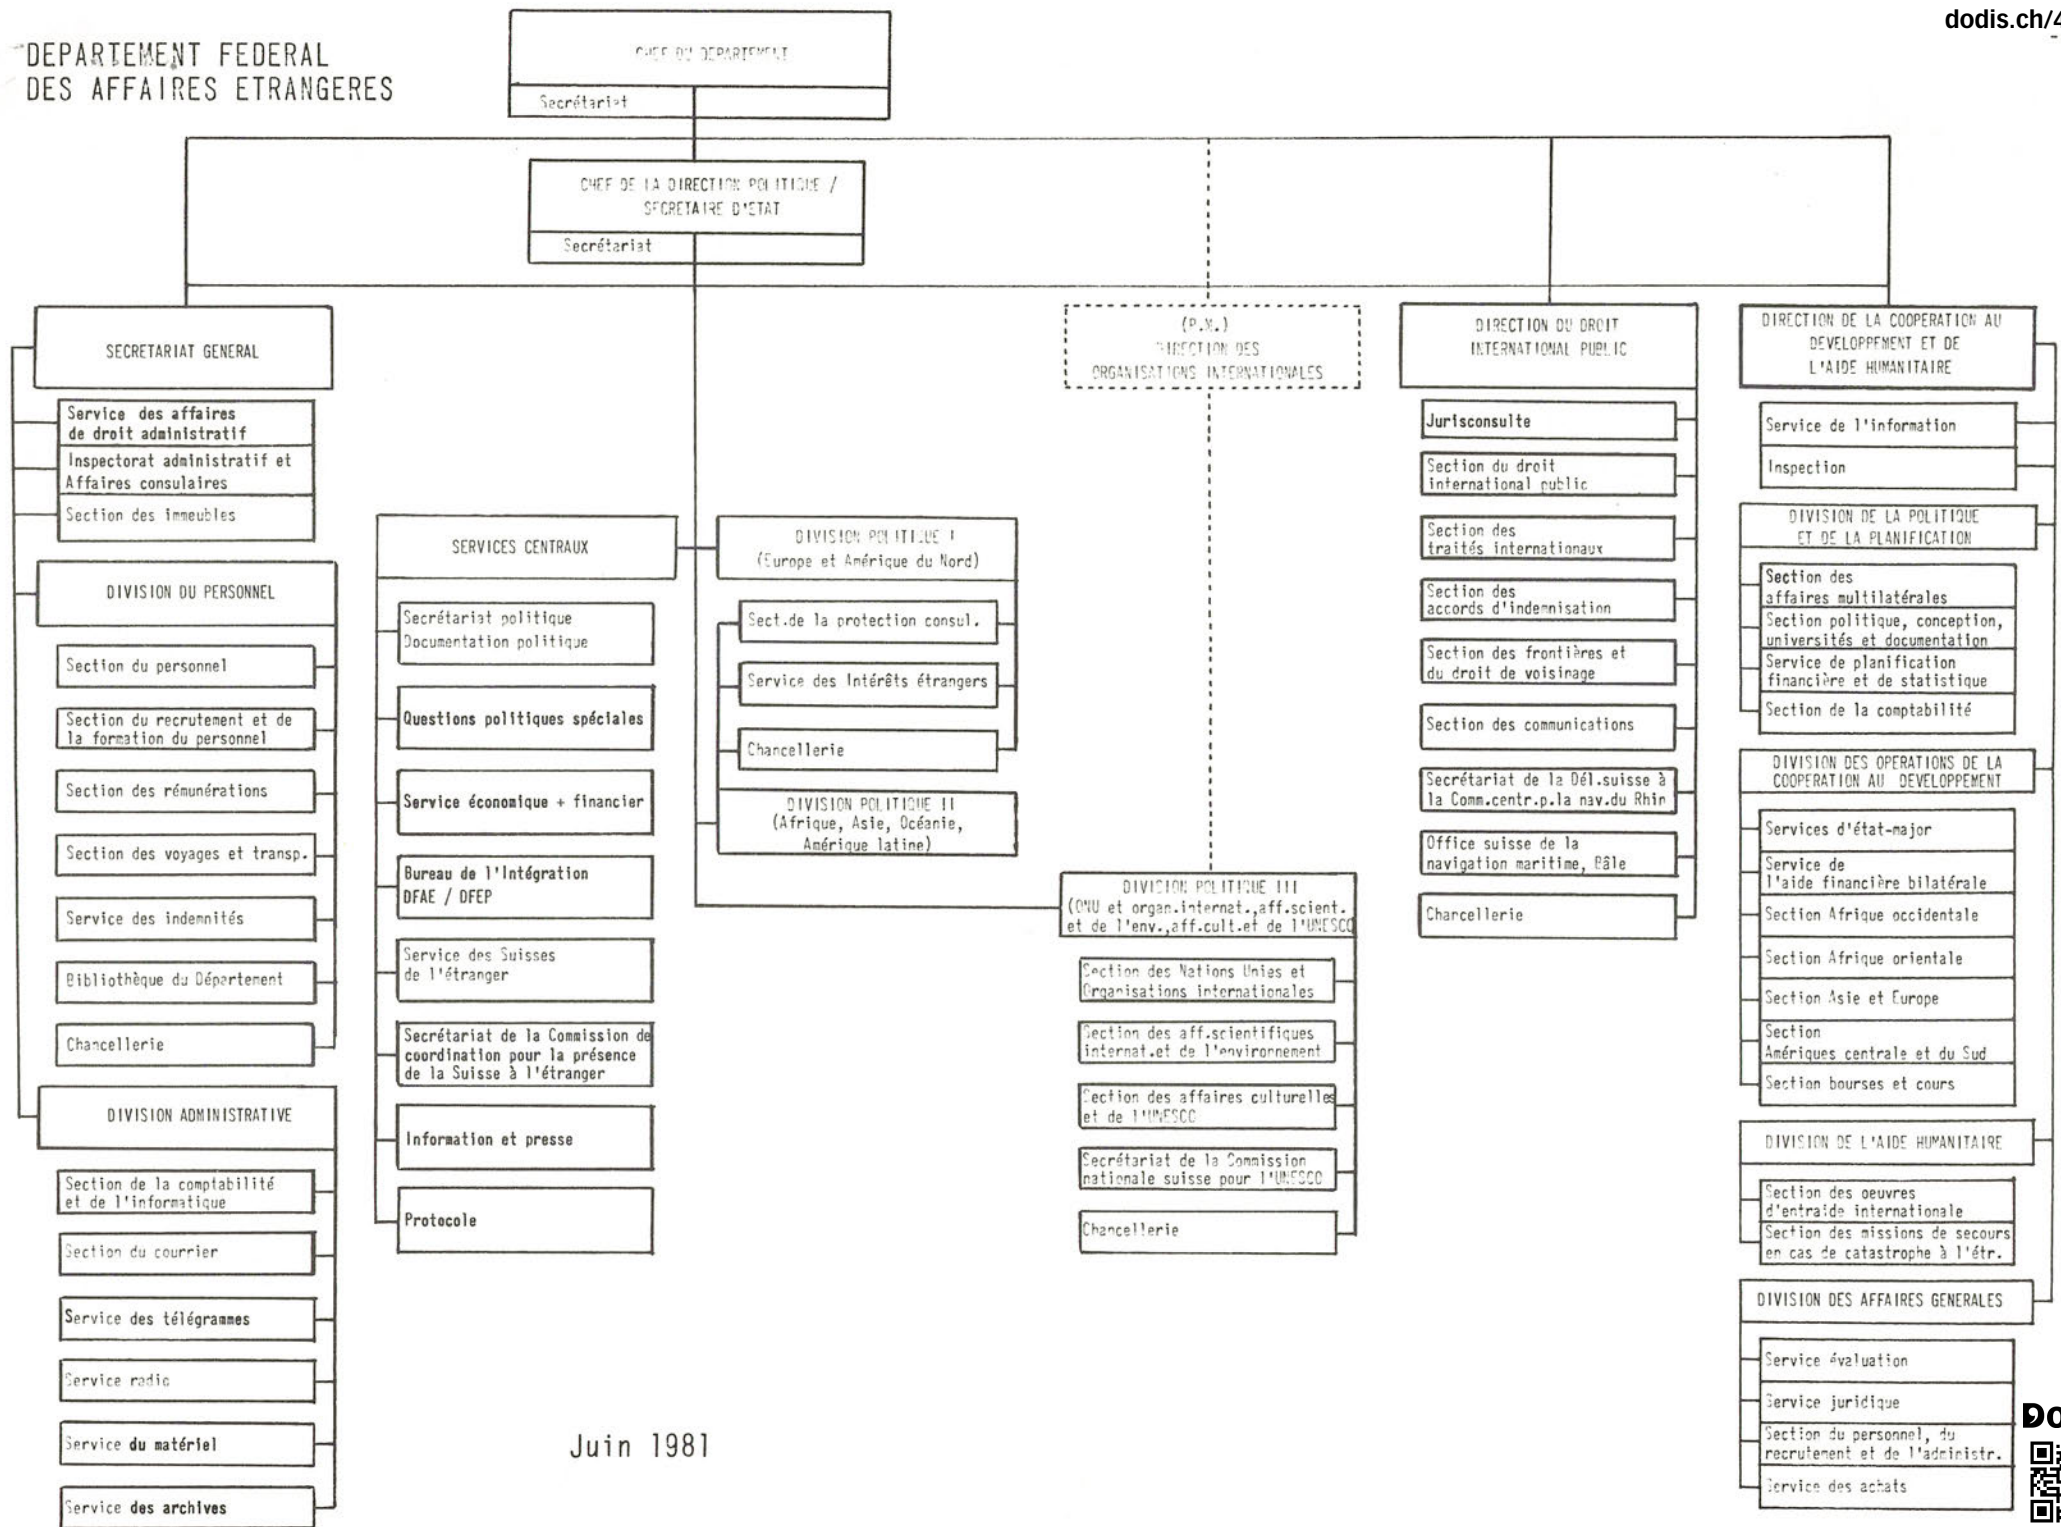 dodis.ch/4
DEPARTEMENT FEDERAL
DES AFFAIRES ETRANGERES
CHEF DU DEPARTEMENT
Secrétariat
CHEF DE LA DIRECTION POLITIQUE /
SECRETAIRE D'ETAT
Secrétariat
SECRETARIAT GENERAL
Service des affaires
de droit administratif
Inspectorat administratif et
Affaires consulaires
Section des immeubles
DIVISION DU PERSONNEL
Section du personnel
Section du recrutement et de
la formation du personnel
Section des rémunérations
Section des voyages et transp.
Service des indemnités
Bibliothèque du Département
Chancellerie
DIVISION ADMINISTRATIVE
Section de la comptabilité
et de l'informatique
Section du courrier
Service des télégrammes
Service radio
Service du matériel
Service des archives
SERVICES CENTRAUX
Secrétariat politique
Documentation politique
Questions politiques spéciales
Service économique + financier
Bureau de l'Intégration
DFAE / DFEP
Service des Suisses
de l'étranger
Secrétariat de la Commission de
coordination pour la présence
de la Suisse à l'étranger
Information et presse
Protocole
DIVISION POLITIQUE I
(Europe et Amérique du Nord)
Sect.de la protection consul.
Service des Intérêts étrangers
Chancellerie
DIVISION POLITIQUE II
(Afrique, Asie, Océanie,
Amérique latine)
(P.M.)
DIRECTION DES
ORGANISATIONS INTERNATIONALES
DIVISION POLITIQUE III
(ONU et organ.internat.,aff.scient.
et de l'env.,aff.cult.et de l'UNESCO
Section des Nations Unies et
Organisations internationales
Section des aff.scientifiques
internat.et de l'environnement
Section des affaires culturelles
et de l'UNESCO
Secrétariat de la Commission
nationale suisse pour l'UNESCO
Chancellerie
DIRECTION DU DROIT
INTERNATIONAL PUBLIC
Jurisconsulte
Section du droit
international public
Section des
traités internationaux
Section des
accords d'indemnisation
Section des frontières et
du droit de voisinage
Section des communications
Secrétariat de la Dél.suisse à
la Comm.centr.p.la nav.du Rhin
Office suisse de la
navigation maritime, Bâle
Chancellerie
DIRECTION DE LA COOPERATION AU
DEVELOPPEMENT ET DE
L'AIDE HUMANITAIRE
Service de l'information
Inspection
DIVISION DE LA POLITIQUE
ET DE LA PLANIFICATION
Section des
affaires multilatérales
Section politique, conception,
universités et documentation
Service de planification
financière et de statistique
Section de la comptabilité
DIVISION DES OPERATIONS DE LA
COOPERATION AU DEVELOPPEMENT
Services d'état-major
Service de
l'aide financière bilatérale
Section Afrique occidentale
Section Afrique orientale
Section Asie et Europe
Section
Amériques centrale et du Sud
Section bourses et cours
DIVISION DE L'AIDE HUMANITAIRE
Section des oeuvres
d'entraide internationale
Section des missions de secours
en cas de catastrophe à l'étr.
DIVISION DES AFFAIRES GENERALES
Service évaluation
Service juridique
Section du personnel, du
recrutement et de l'administr.
Service des achats
Juin 1981
Do